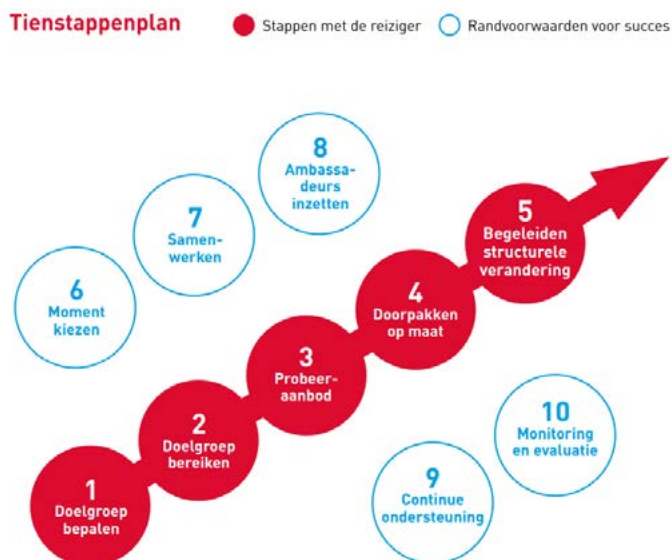 Tienstappenplan
Stappen met de reiziger
Randvoorwaarden voor succes
8
Ambassa-
deurs
inzetten
7
Samen-
werken
6
Moment
kiezen
5
Begeleiden
structurele
verandering
4
Doorpakken
op maat
3
Probeer-
aanbod
2
Doelgroep
bereiken
1
Doelgroep
bepalen
10
Monitoring
en evaluatie
9
Continue
ondersteuning